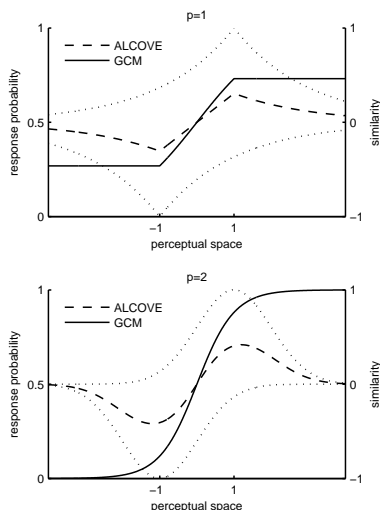 p=1
ALCOVE
GCM
1
0.5
0
1
0
−1
−1
1
response probability
similarity
perceptual space
p=2
ALCOVE
GCM
1
0.5
0
1
0
−1
−1
1
response probability
similarity
perceptual space